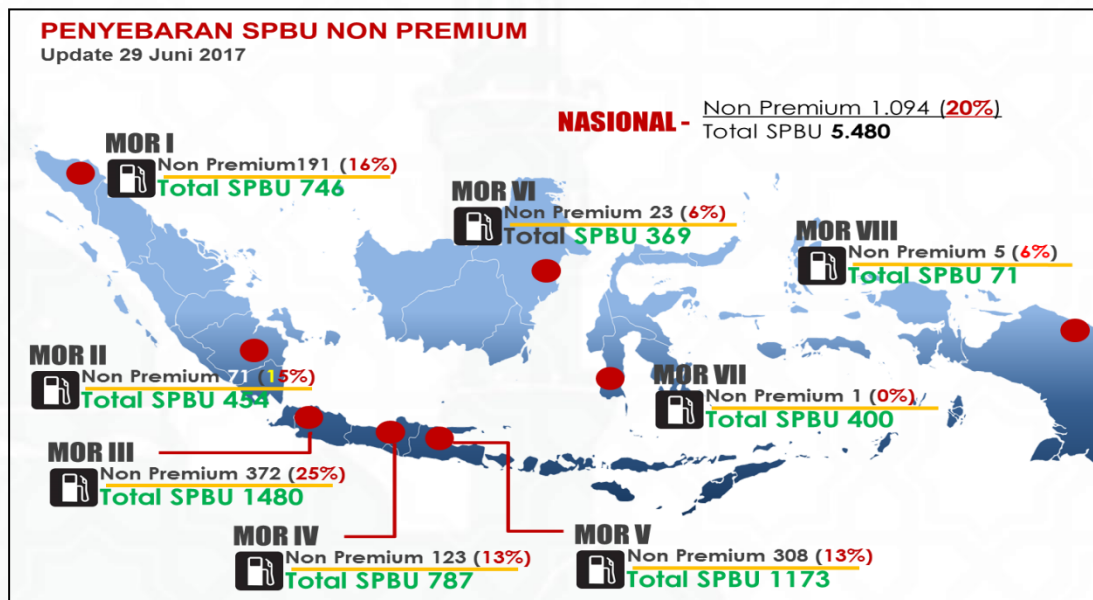 PENYEBARAN SPBU NON PREMIUM
Update 29 Juni 2017
NASIONAL - Non Premium 1.094 (20%)
Total SPBU 5.480
MOR I
Non Premium191 (16%)
Total SPBU 746
MOR VI
Non Premium 23 (6%)
Total SPBU 369
MOR VIII
Non Premium 5 (6%)
Total SPBU 71
MOR II
Non Premium 71 (15%)
Total SPBU 454
MOR VII
Non Premium 1 (0%)
Total SPBU 400
MOR III
Non Premium 372 (25%)
Total SPBU 1480
MOR IV
Non Premium 123 (13%)
Total SPBU 787
MOR V
Non Premium 308 (13%)
Total SPBU 1173